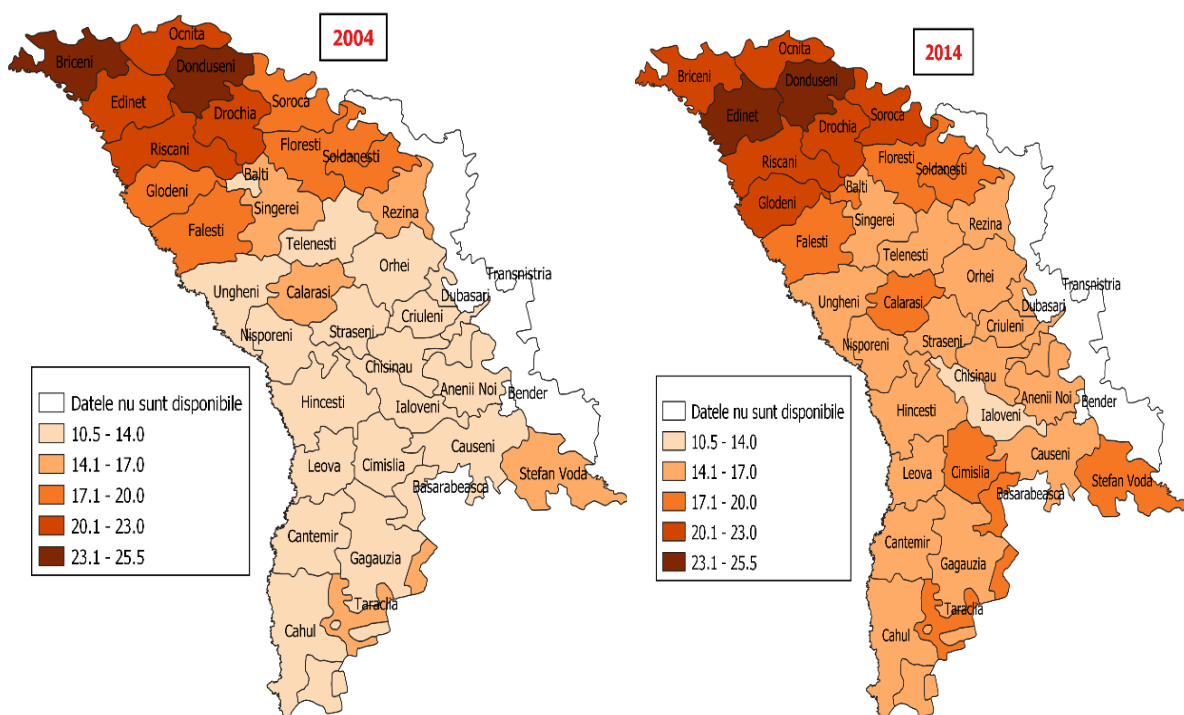 2004
Ocnita
Briceni
Donduseni
Edinet
Soroca
Drochia
Floresti
Riscani
Soldanesti
Balti
Glodeni
Singerei
Rezina
Falesti
Telenesti
Orhei
Transnistria
Ungheni
Calarasi
Dubasari
Criuleni
Straseni
Nisporeni
Chisinau
Anenii Noi
Bender
Hincesti
Ialoveni
Causeni
Leova
Cimislia
Stefan Voda
Basarabeasca
Cantemir
Gagauzia
Taraclia
Cahul
Datele nu sunt disponibile
10.5 - 14.0
14.1 - 17.0
17.1 - 20.0
20.1 - 23.0
23.1 - 25.5
2014
Ocnita
Briceni
Donduseni
Edinet
Soroca
Drochia
Floresti
Riscani
Soldanesti
Balti
Glodeni
Singerei
Rezina
Falesti
Telenesti
Orhei
Transnistria
Ungheni
Calarasi
Dubasari
Criuleni
Straseni
Nisporeni
Chisinau
Anenii Noi
Bender
Hincesti
Ialoveni
Causeni
Leova
Cimislia
Stefan Voda
Basarabeasca
Cantemir
Gagauzia
Taraclia
Cahul
Datele nu sunt disponibile
10.5 - 14.0
14.1 - 17.0
17.1 - 20.0
20.1 - 23.0
23.1 - 25.5